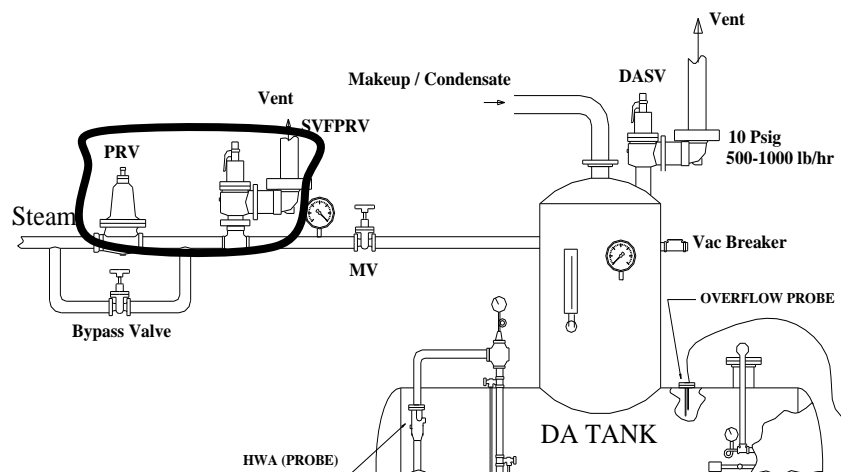 Vent
Makeup / Condensate
DASV
Vent
SVFPRV
PRV
10 Psig
500-1000 lb/hr
Steam
Vac Breaker
MV
OVERFLOW PROBE
Bypass Valve
DA TANK
HWA (PROBE)